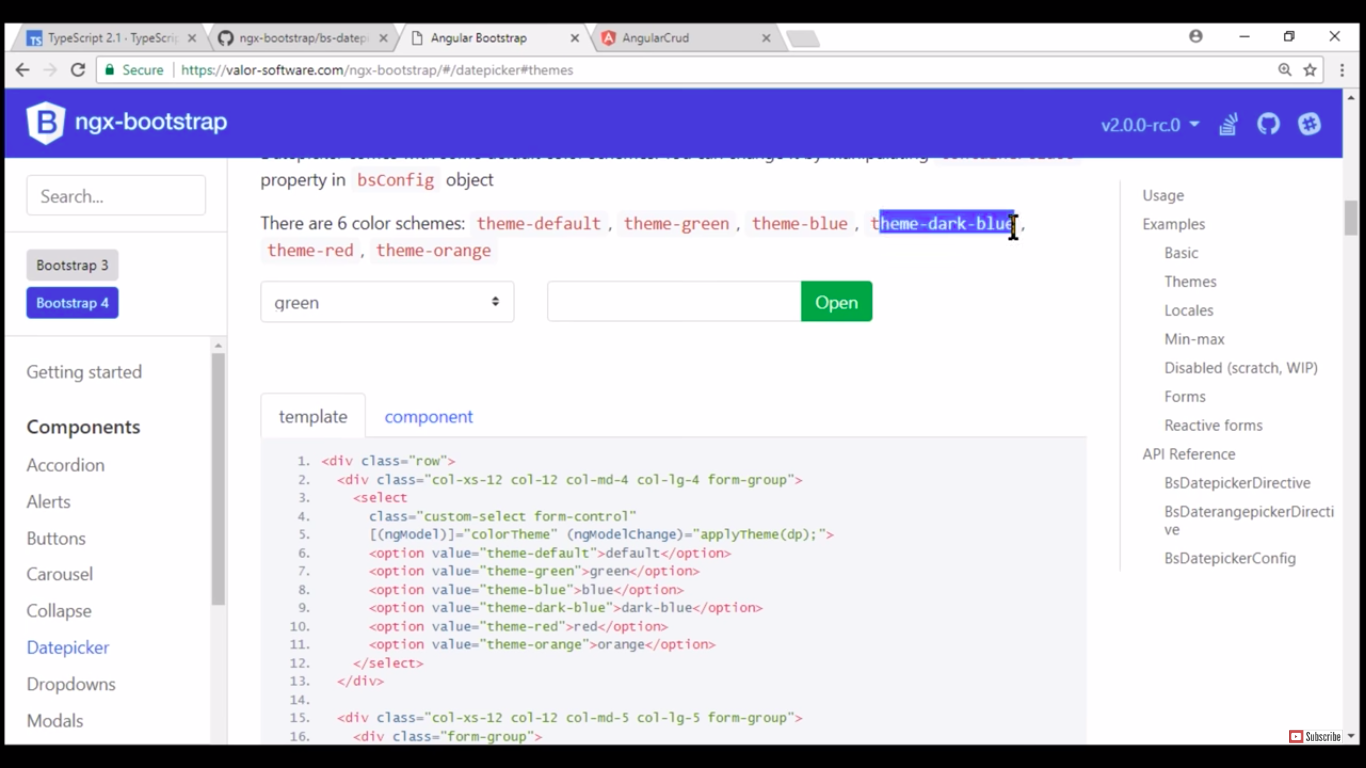 TypeScript 2.1 · TypeScrip
ngx-bootstrap/bs-datepi
Angular Bootstrap
AngularCrud
Secure
https://valor-software.com/ngx-bootstrap/#/datepicker#themes
ngx-bootstrap
v2.0.0-rc.0
property in bsConfig object
There are 6 color schemes: theme-default , theme-green , theme-blue , theme-dark-blue ,
theme-red , theme-orange
Search...
Bootstrap 3
Bootstrap 4
Getting started
Components
Accordion
Alerts
Buttons
Carousel
Collapse
Datepicker
Dropdowns
Modals
green
Open
template
component
1. <div class="row">
2. <div class="col-xs-12 col-12 col-md-4 col-lg-4 form-group">
3. <select
4. class="custom-select form-control"
5. [(ngModel)]="colorTheme" (ngModelChange)="applyTheme(dp);">
6. <option value="theme-default">default</option>
7. <option value="theme-green">green</option>
8. <option value="theme-blue">blue</option>
9. <option value="theme-dark-blue">dark-blue</option>
10. <option value="theme-red">red</option>
11. <option value="theme-orange">orange</option>
12. </select>
13. </div>
14.
15. <div class="col-xs-12 col-12 col-md-5 col-lg-5 form-group">
16. <div class="form-group">
Usage
Examples
Basic
Themes
Locales
Min-max
Disabled (scratch, WIP)
Forms
Reactive forms
API Reference
BsDatepickerDirective
BsDaterangepickerDirecti
ve
BsDatepickerConfig
Subscribe